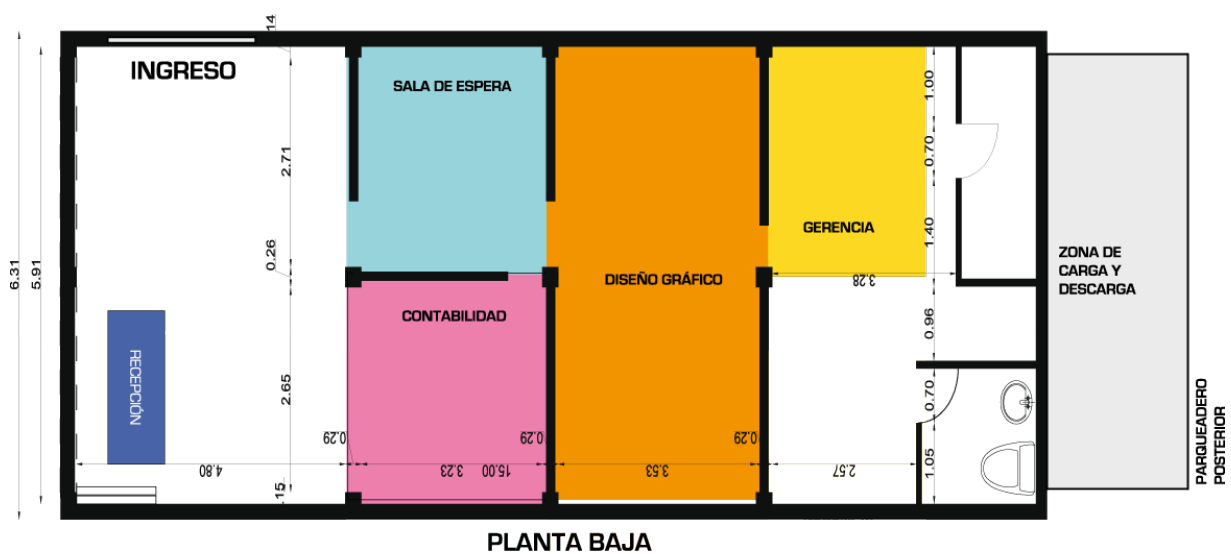 .14
INGRESO
SALA DE ESPERA
1.00
2.71
0.70
6.31
5.91
0.26
GERENCIA
1.40
ZONA DE
CARGA Y
DESCARGA
DISEÑO GRÁFICO
3.28
CONTABILIDAD
0.96
RECEPCIÓN
2.65
0.70
0.29
0.29
0.29
4.80
3.23
15.00
3.53
2.57
1.05
.15
PARQUEADERO
POSTERIOR
PLANTA BAJA